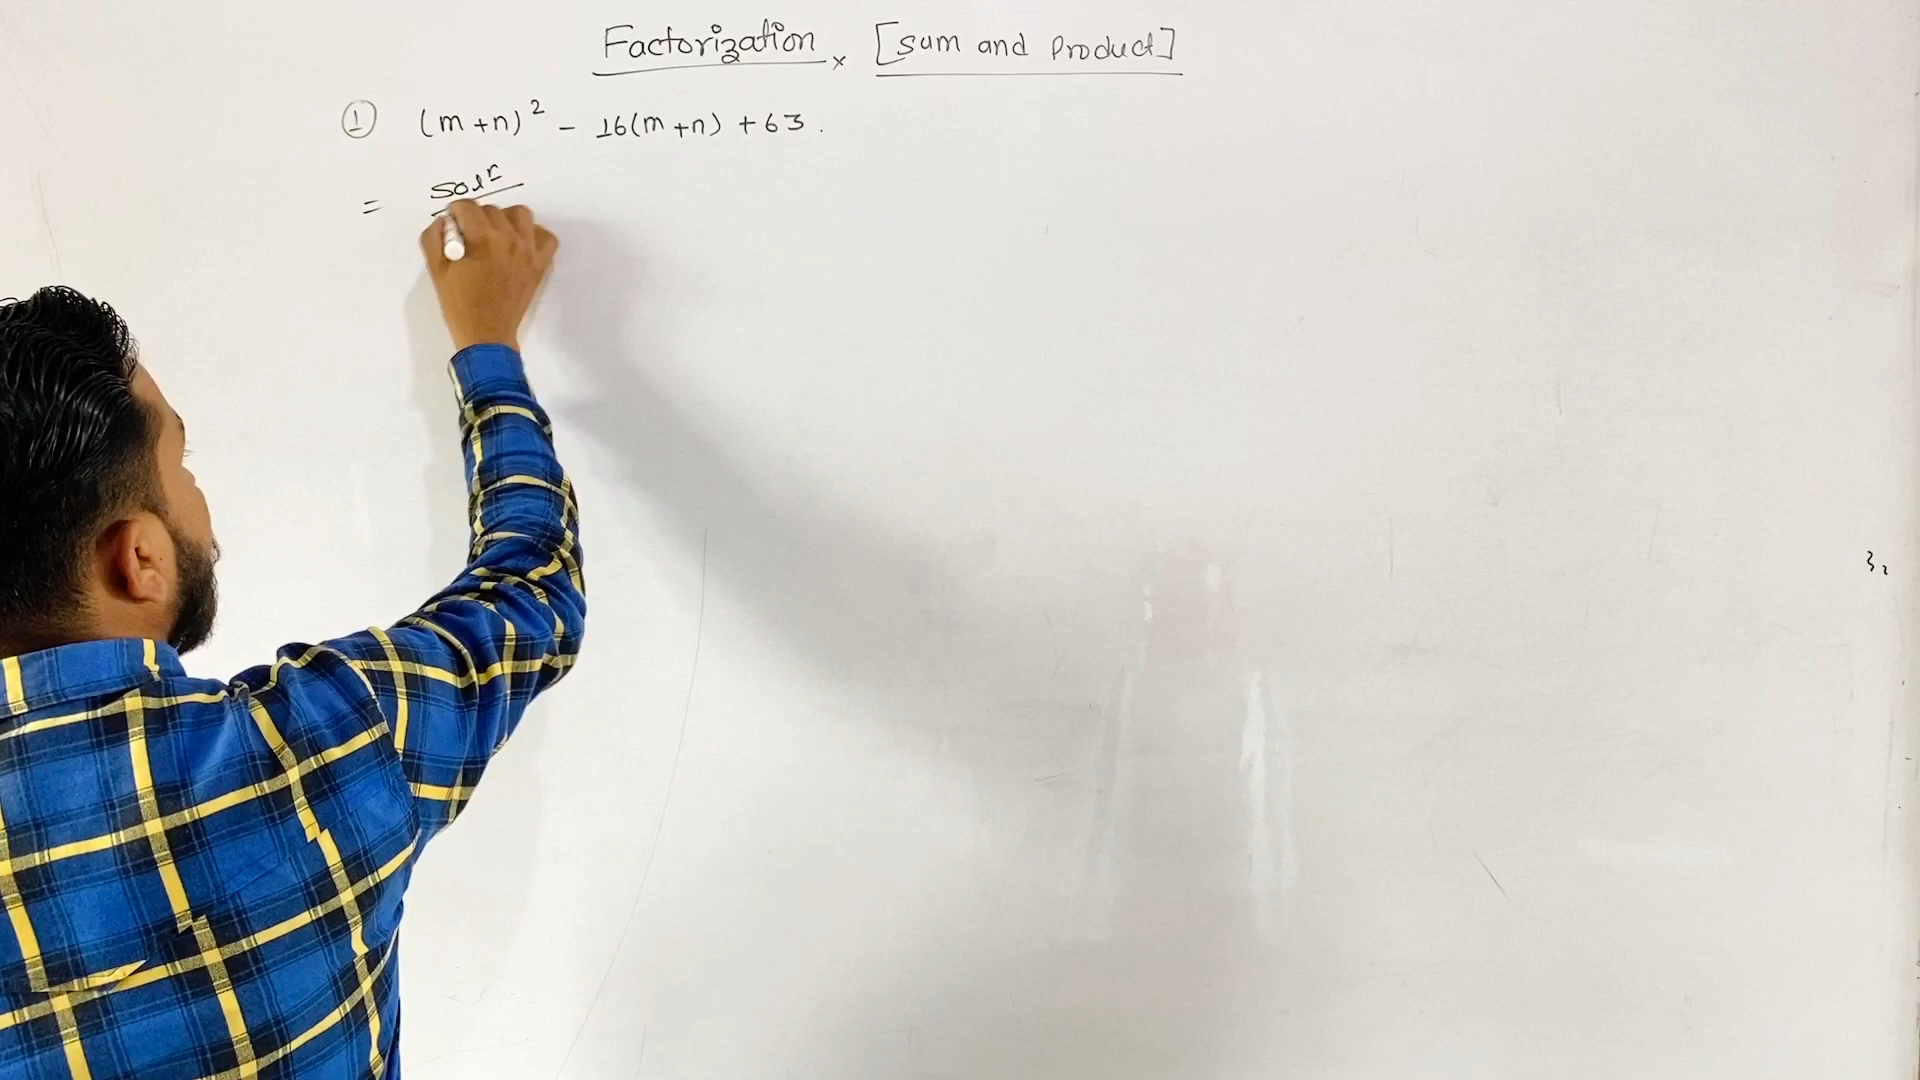 Factorization [sum and Product]
① (m+n)² - 16(m+n) + 63.
= Solⁿ